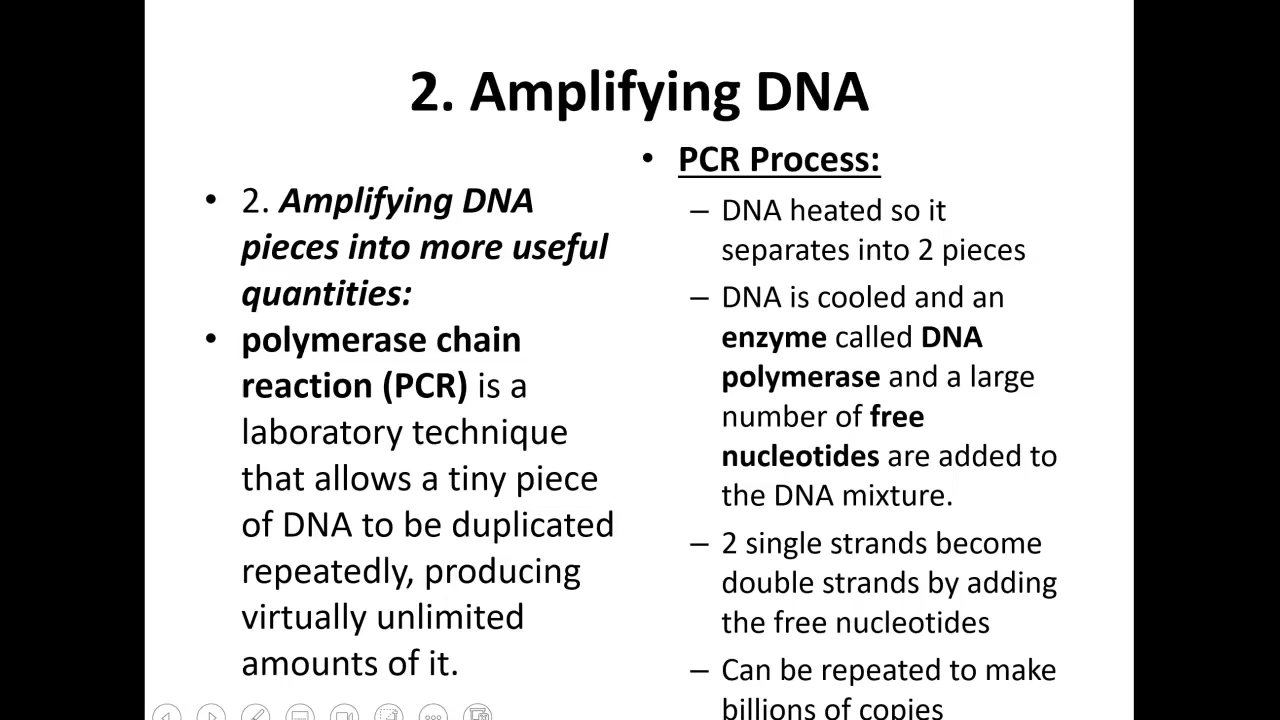 2. Amplifying DNA
• 2. Amplifying DNA
pieces into more useful
quantities:
• polymerase chain
reaction (PCR) is a
laboratory technique
that allows a tiny piece
of DNA to be duplicated
repeatedly, producing
virtually unlimited
amounts of it.
• PCR Process:
– DNA heated so it
separates into 2 pieces
– DNA is cooled and an
enzyme called DNA
polymerase and a large
number of free
nucleotides are added to
the DNA mixture.
– 2 single strands become
double strands by adding
the free nucleotides
– Can be repeated to make
billions of copies